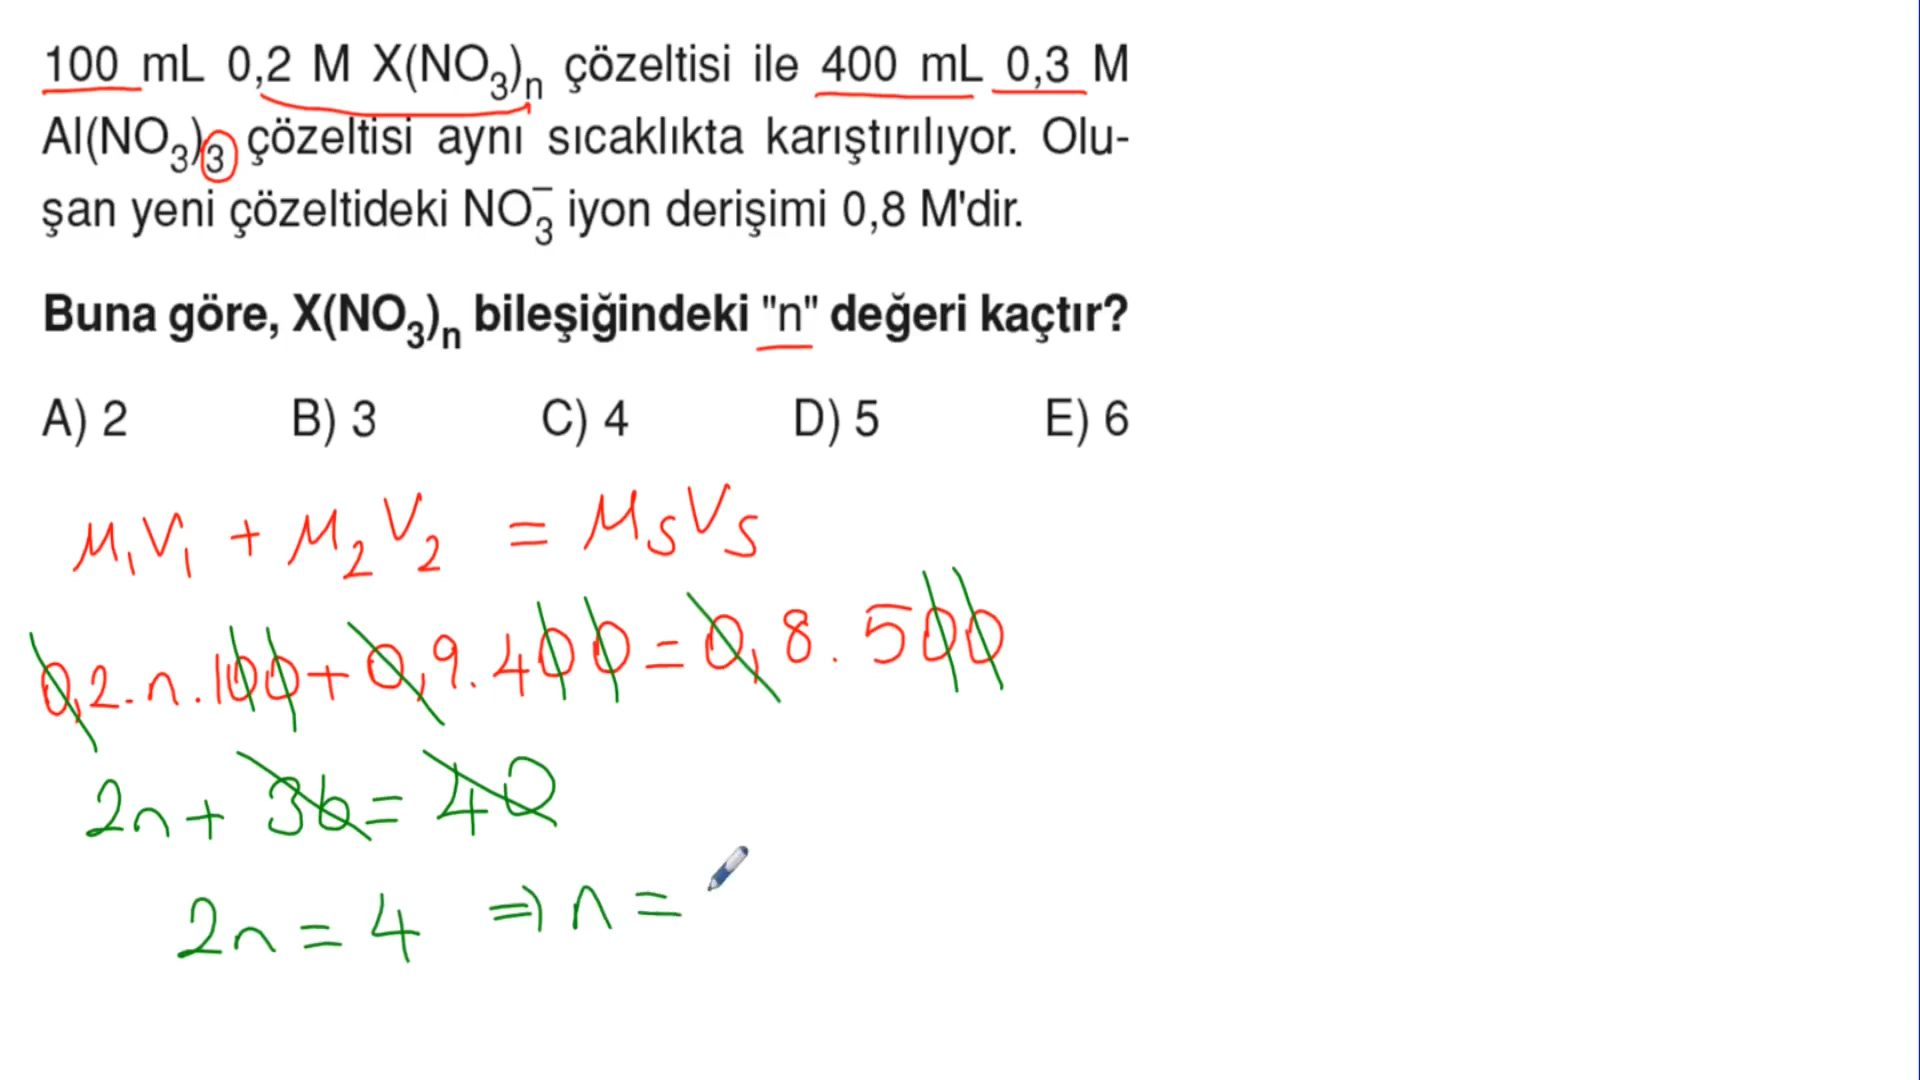 100 mL 0,2 M X(NO₃)ₙ çözeltisi ile 400 mL 0,3 M
Al(NO₃)₃ çözeltisi aynı sıcaklıkta karıştırılıyor. Olu-
şan yeni çözeltideki NO₃⁻ iyon derişimi 0,8 M'dir.
Buna göre, X(NO₃)ₙ bileşiğindeki "n" değeri kaçtır?
A) 2 B) 3 C) 4 D) 5 E) 6
M₁V₁ + M₂V₂ = MₛVₛ
0,2.n.100+0,9.400=0,8.500
2n+36=40
2n=4 ⇒ n=